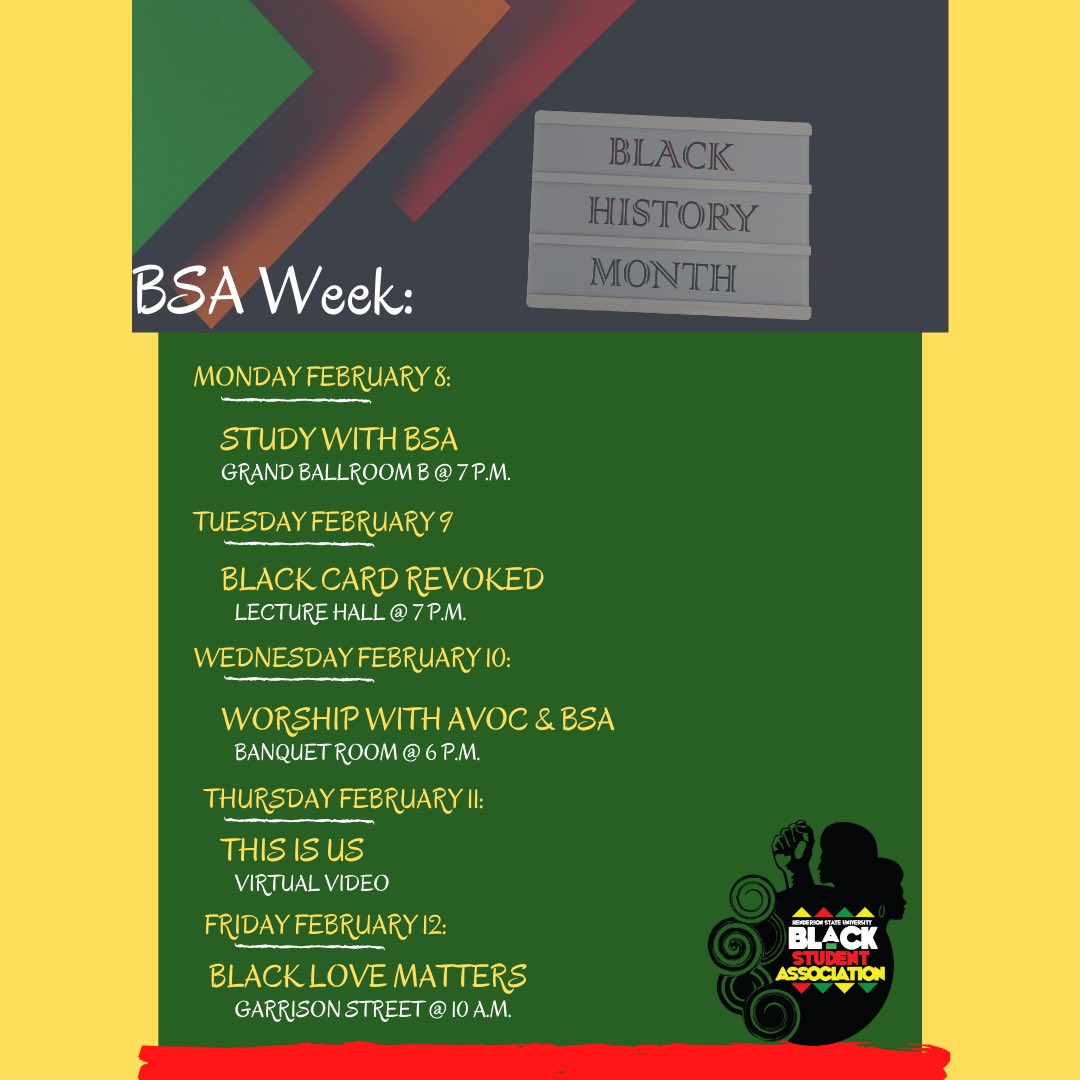 BLACK
HISTORY
MONTH
BSA Week:
MONDAY FEBRUARY 8:
STUDY WITH BSA
GRAND BALLROOM B @ 7 P.M.
TUESDAY FEBRUARY 9
BLACK CARD REVOKED
LECTURE HALL @ 7 P.M.
WEDNESDAY FEBRUARY 10:
WORSHIP WITH AVOC & BSA
BANQUET ROOM @ 6 P.M.
THURSDAY FEBRUARY 11:
THIS IS US
VIRTUAL VIDEO
FRIDAY FEBRUARY 12:
BLACK LOVE MATTERS
GARRISON STREET @ 10 A.M.
HENDERSON STATE UNIVERSITY
BLACK
STUDENT
ASSOCIATION